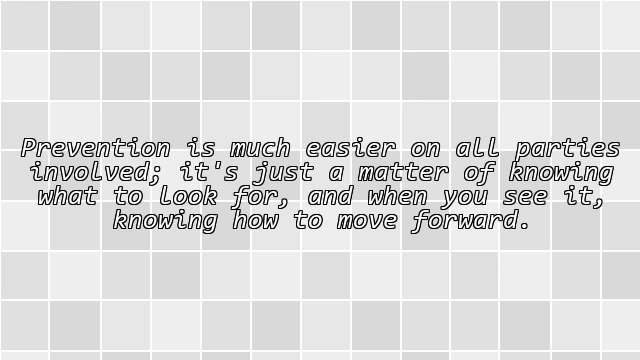 Prevention is much easier on all parties
involved; it's just a matter of knowing
what to look for, and when you see it,
knowing how to move forward.